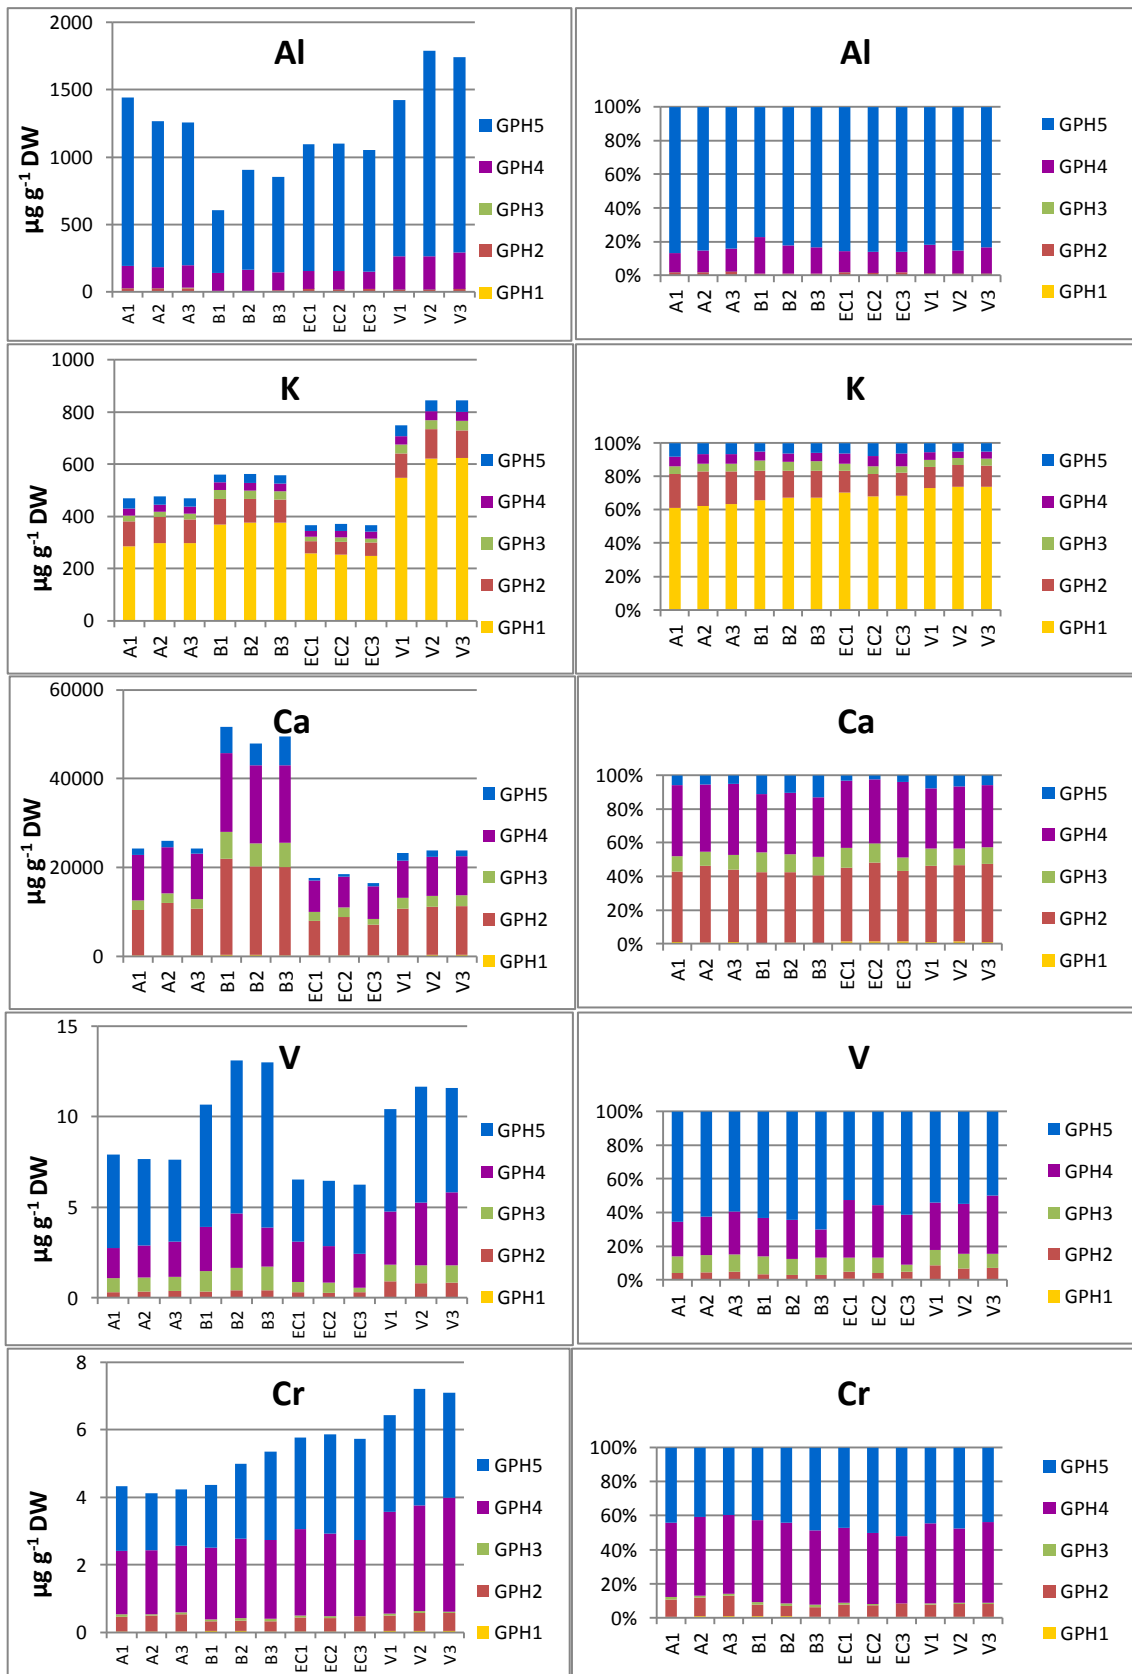 Al
µg g-1 DW
2000
1500
1000
500
0
A1 A2 A3 B1 B2 B3 EC1 EC2 EC3 V1 V2 V3
GPH5
GPH4
GPH3
GPH2
GPH1
Al
100%
80%
60%
40%
20%
0%
A1 A2 A3 B1 B2 B3 EC1 EC2 EC3 V1 V2 V3
GPH5
GPH4
GPH3
GPH2
GPH1
K
µg g-1 DW
1000
800
600
400
200
0
A1 A2 A3 B1 B2 B3 EC1 EC2 EC3 V1 V2 V3
GPH5
GPH4
GPH3
GPH2
GPH1
K
100%
80%
60%
40%
20%
0%
A1 A2 A3 B1 B2 B3 EC1 EC2 EC3 V1 V2 V3
GPH5
GPH4
GPH3
GPH2
GPH1
Ca
µg g-1 DW
60000
40000
20000
0
A1 A2 A3 B1 B2 B3 EC1 EC2 EC3 V1 V2 V3
GPH5
GPH4
GPH3
GPH2
GPH1
Ca
100%
80%
60%
40%
20%
0%
A1 A2 A3 B1 B2 B3 EC1 EC2 EC3 V1 V2 V3
GPH5
GPH4
GPH3
GPH2
GPH1
V
µg g-1 DW
15
10
5
0
A1 A2 A3 B1 B2 B3 EC1 EC2 EC3 V1 V2 V3
GPH5
GPH4
GPH3
GPH2
GPH1
V
100%
80%
60%
40%
20%
0%
A1 A2 A3 B1 B2 B3 EC1 EC2 EC3 V1 V2 V3
GPH5
GPH4
GPH3
GPH2
GPH1
Cr
µg g-1 DW
8
6
4
2
0
A1 A2 A3 B1 B2 B3 EC1 EC2 EC3 V1 V2 V3
GPH5
GPH4
GPH3
GPH2
GPH1
Cr
100%
80%
60%
40%
20%
0%
A1 A2 A3 B1 B2 B3 EC1 EC2 EC3 V1 V2 V3
GPH5
GPH4
GPH3
GPH2
GPH1